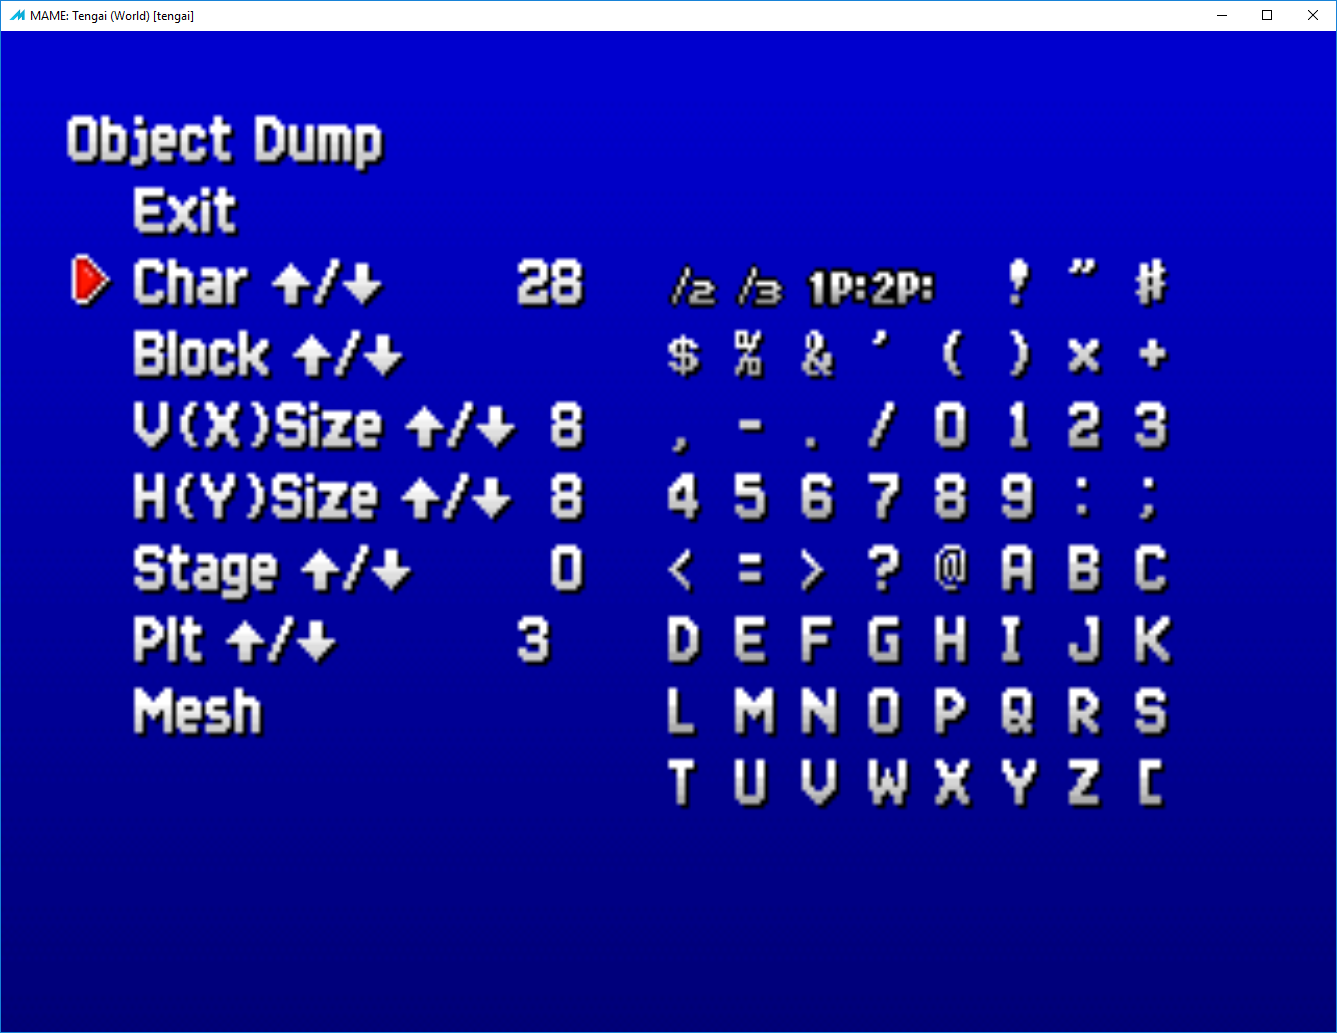 MAME: Tengai (World) [tengai]
Object Dump
Exit
Char ↑/↓ 28
Block ↑/↓
V(X)Size ↑/↓ 8
H(Y)Size ↑/↓ 8
Stage ↑/↓ 0
Plt ↑/↓ 3
Mesh
/2 /3 1P:2P: ! " #
$ % & ' ( ) × +
, - . / 0 1 2 3
4 5 6 7 8 9 : ;
< = > ? @ A B C
D E F G H I J K
L M N O P Q R S
T U V W X Y Z [